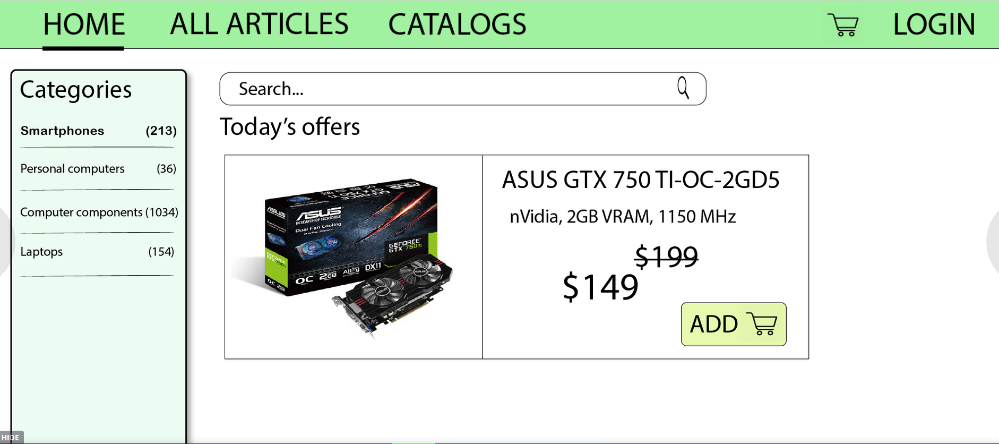 HOME ALL ARTICLES CATALOGS LOGIN
Categories
Smartphones (213)
Personal computers (36)
Computer components (1034)
Laptops (154)
Search...
Today's offers
ASUS
IN SEARCH OF INCREDIBLE
Dual Fan Cooling
GEFORCE
GTX 750 Ti
OC 2GB DX11
ASUS GTX 750 TI-OC-2GD5
nVidia, 2GB VRAM, 1150 MHz
$199
$149
ADD
HIDE